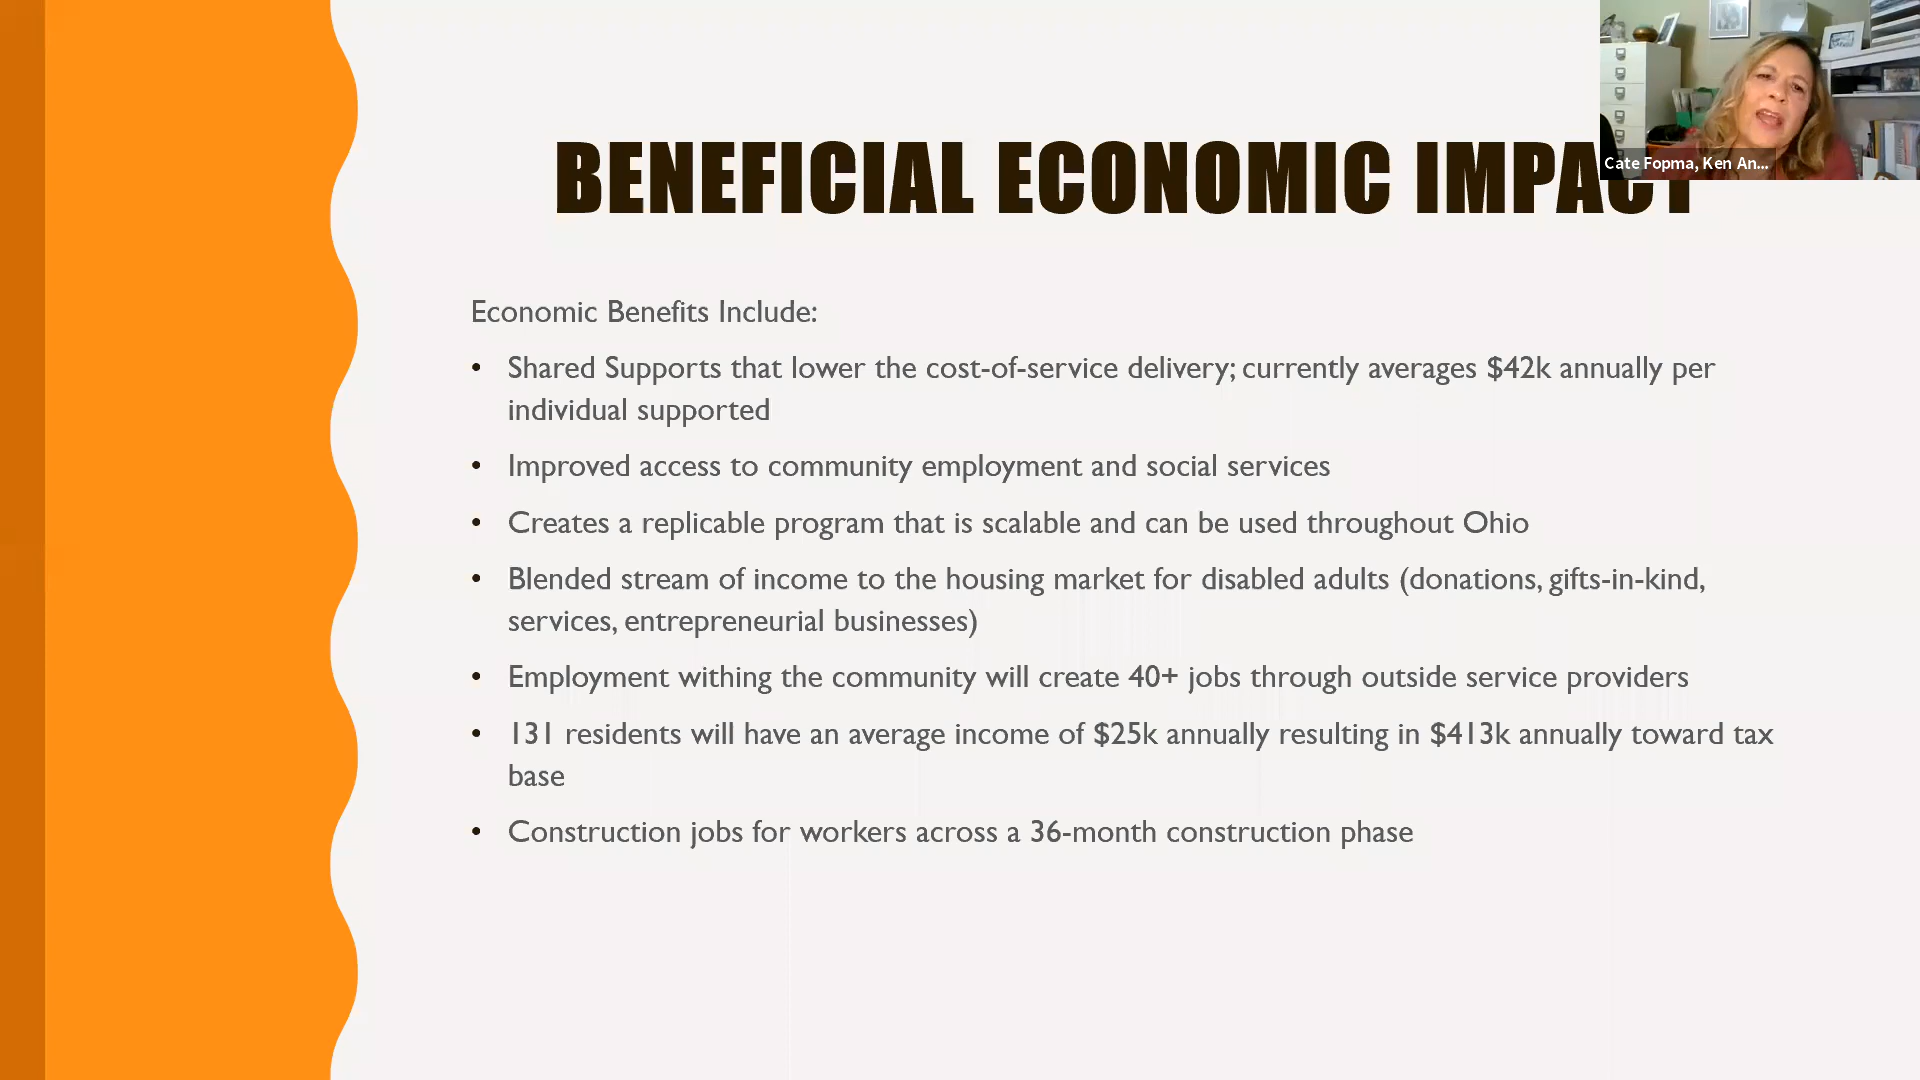 BENEFICIAL ECONOMIC IMPACT
Cate Fopma, Ken An...
Economic Benefits Include:
• Shared Supports that lower the cost-of-service delivery; currently averages $42k annually per
individual supported
• Improved access to community employment and social services
• Creates a replicable program that is scalable and can be used throughout Ohio
• Blended stream of income to the housing market for disabled adults (donations, gifts-in-kind,
services, entrepreneurial businesses)
• Employment withing the community will create 40+ jobs through outside service providers
• 131 residents will have an average income of $25k annually resulting in $413k annually toward tax
base
• Construction jobs for workers across a 36-month construction phase